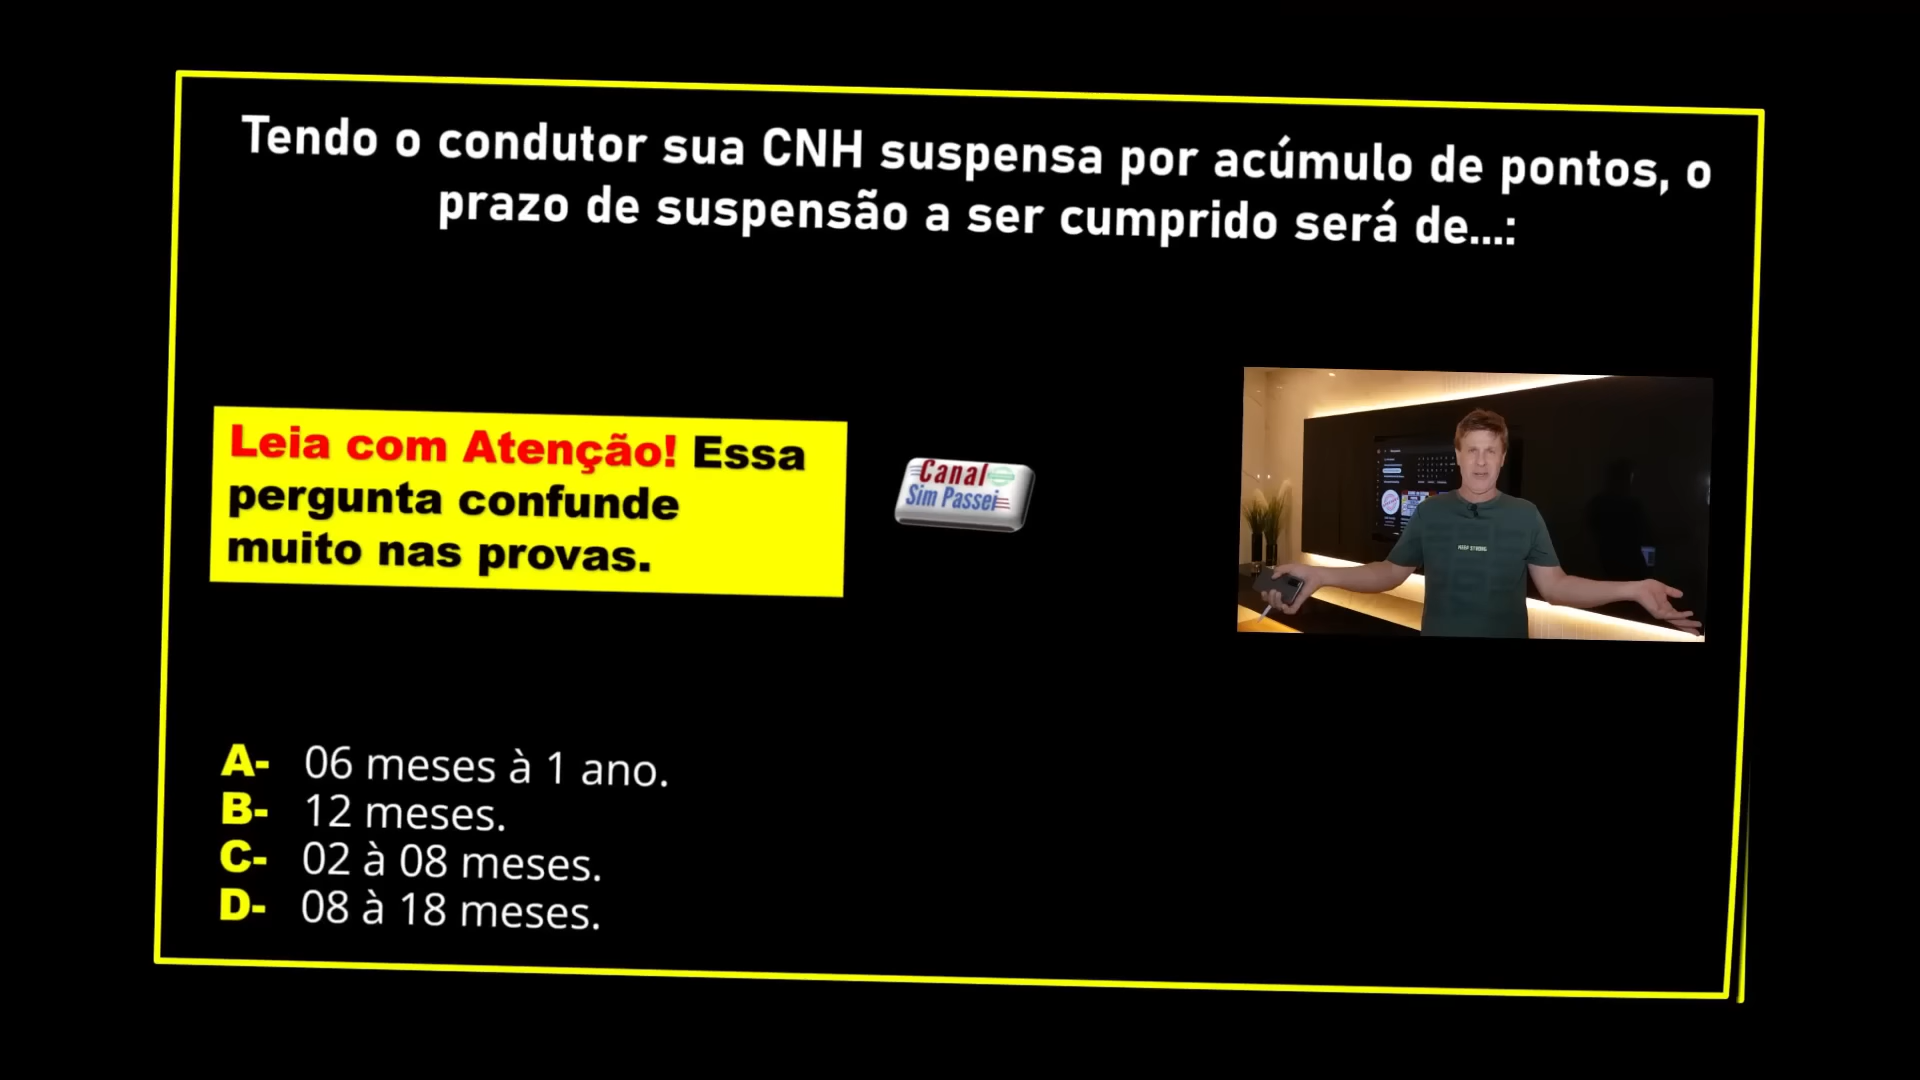 Tendo o condutor sua CNH suspensa por acúmulo de pontos, o
prazo de suspensão a ser cumprido será de...:
Leia com Atenção! Essa
pergunta confunde
muito nas provas.
Canal
Sim Passei
KEEP STRONG
A- 06 meses à 1 ano.
B- 12 meses.
C- 02 à 08 meses.
D- 08 à 18 meses.